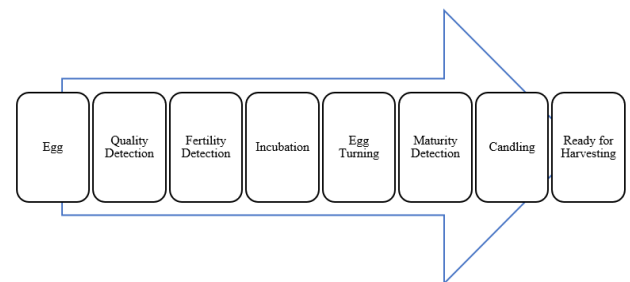 Egg
Quality
Detection
Fertility
Detection
Incubation
Egg
Turning
Maturity
Detection
Candling
Ready for
Harvesting